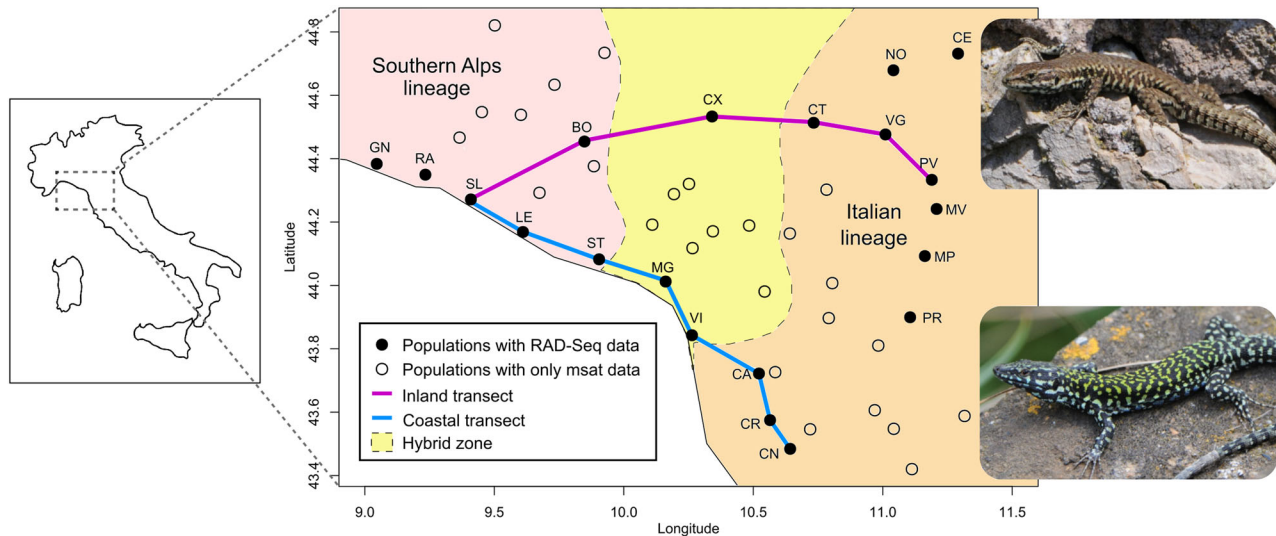 44.8
44.6
44.4
44.2
44.0
43.8
43.6
43.4
Latitude
Southern Alps
lineage
GN
RA
SL
BO
CX
CT
VG
NO
CE
PV
MV
MP
PR
LE
ST
MG
VI
CA
CR
CN
Italian
lineage
Populations with RAD-Seq data
Populations with only msat data
Inland transect
Coastal transect
Hybrid zone
9.0 9.5 10.0 10.5 11.0 11.5
Longitude